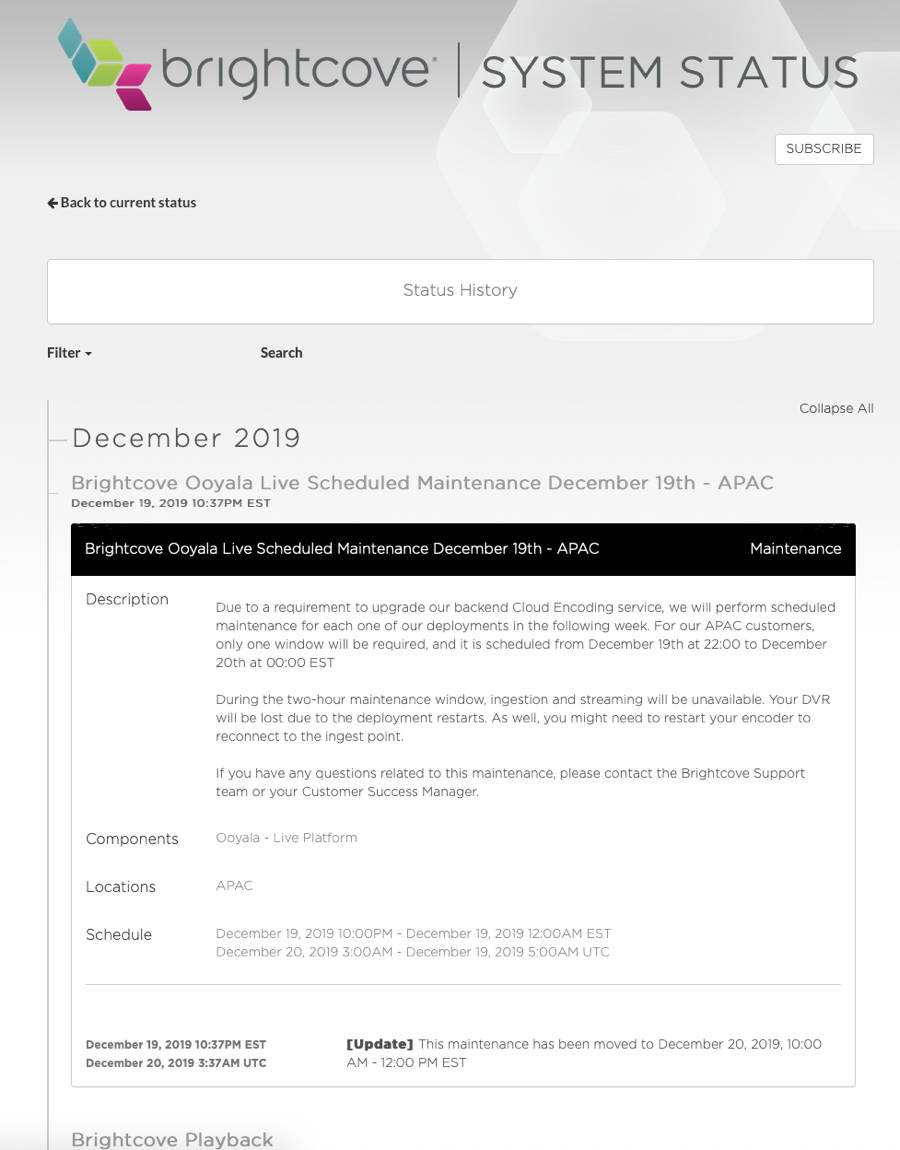 brightcove® | SYSTEM STATUS
SUBSCRIBE
Back to current status
Status History
Filter
Search
Collapse All
December 2019
Brightcove Ooyala Live Scheduled Maintenance December 19th - APAC
December 19, 2019 10:37PM EST
Brightcove Ooyala Live Scheduled Maintenance December 19th - APAC
Maintenance
Description
Due to a requirement to upgrade our backend Cloud Encoding service, we will perform scheduled
maintenance for each one of our deployments in the following week. For our APAC customers,
only one window will be required, and it is scheduled from December 19th at 22:00 to December
20th at 00:00 EST
During the two-hour maintenance window, ingestion and streaming will be unavailable. Your DVR
will be lost due to the deployment restarts. As well, you might need to restart your encoder to
reconnect to the ingest point.
If you have any questions related to this maintenance, please contact the Brightcove Support
team or your Customer Success Manager.
Components
Ooyala - Live Platform
Locations
APAC
Schedule
December 19, 2019 10:00PM - December 19, 2019 12:00AM EST
December 20, 2019 3:00AM - December 19, 2019 5:00AM UTC
December 19, 2019 10:37PM EST
December 20, 2019 3:37AM UTC
[Update] This maintenance has been moved to December 20, 2019, 10:00
AM - 12:00 PM EST
Brightcove Playback